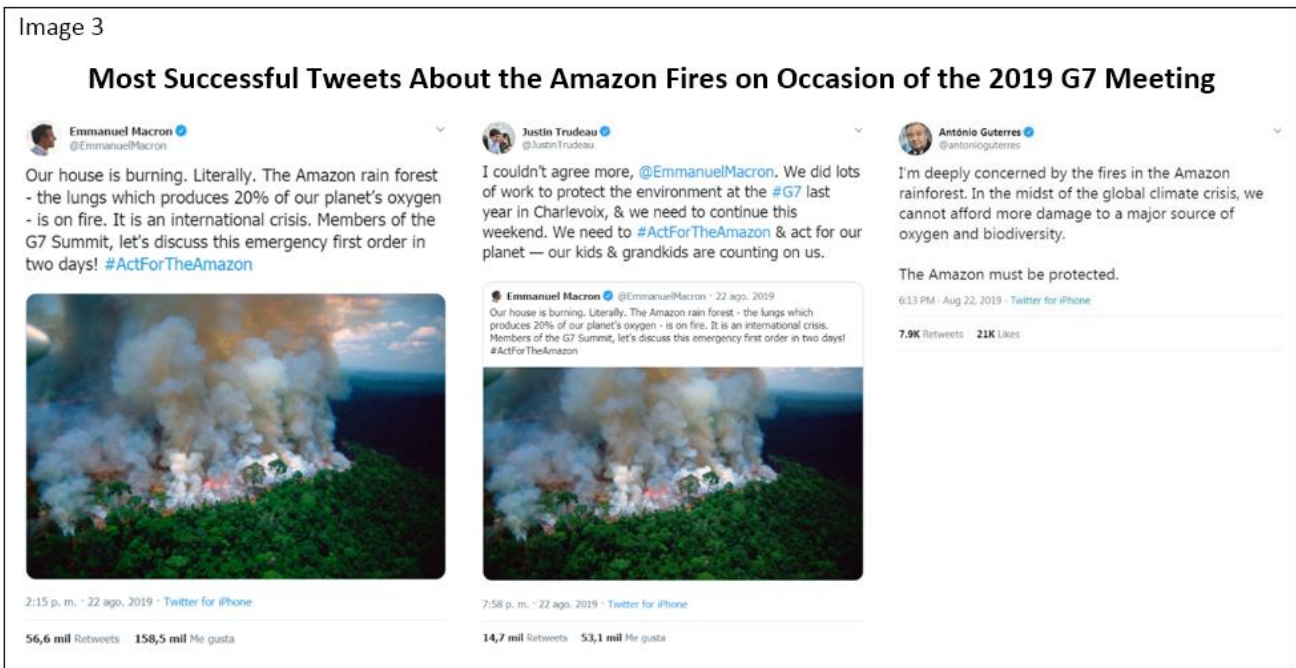 Image 3
Most Successful Tweets About the Amazon Fires on Occasion of the 2019 G7 Meeting
Emmanuel Macron
@EmmanuelMacron
Our house is burning. Literally. The Amazon rain forest
- the lungs which produces 20% of our planet's oxygen
- is on fire. It is an international crisis. Members of the
G7 Summit, let's discuss this emergency first order in
two days! #ActForTheAmazon
2:15 p. m. · 22 ago. 2019 · Twitter for iPhone
56,6 mil Retweets 158,5 mil Me gusta
Justin Trudeau
@JustinTrudeau
I couldn't agree more, @EmmanuelMacron. We did lots
of work to protect the environment at the #G7 last
year in Charlevoix, & we need to continue this
weekend. We need to #ActForTheAmazon & act for our
planet — our kids & grandkids are counting on us.
Emmanuel Macron @EmmanuelMacron · 22 ago. 2019
Our house is burning. Literally. The Amazon rain forest - the lungs which
produces 20% of our planet's oxygen - is on fire. It is an international crisis.
Members of the G7 Summit, let's discuss this emergency first order in two days!
#ActForTheAmazon
7:58 p. m. · 22 ago. 2019 · Twitter for iPhone
14,7 mil Retweets 53,1 mil Me gusta
António Guterres
@antonioguterres
I'm deeply concerned by the fires in the Amazon
rainforest. In the midst of the global climate crisis, we
cannot afford more damage to a major source of
oxygen and biodiversity.
The Amazon must be protected.
6:13 PM · Aug 22, 2019 · Twitter for iPhone
7.9K Retweets 21K Likes